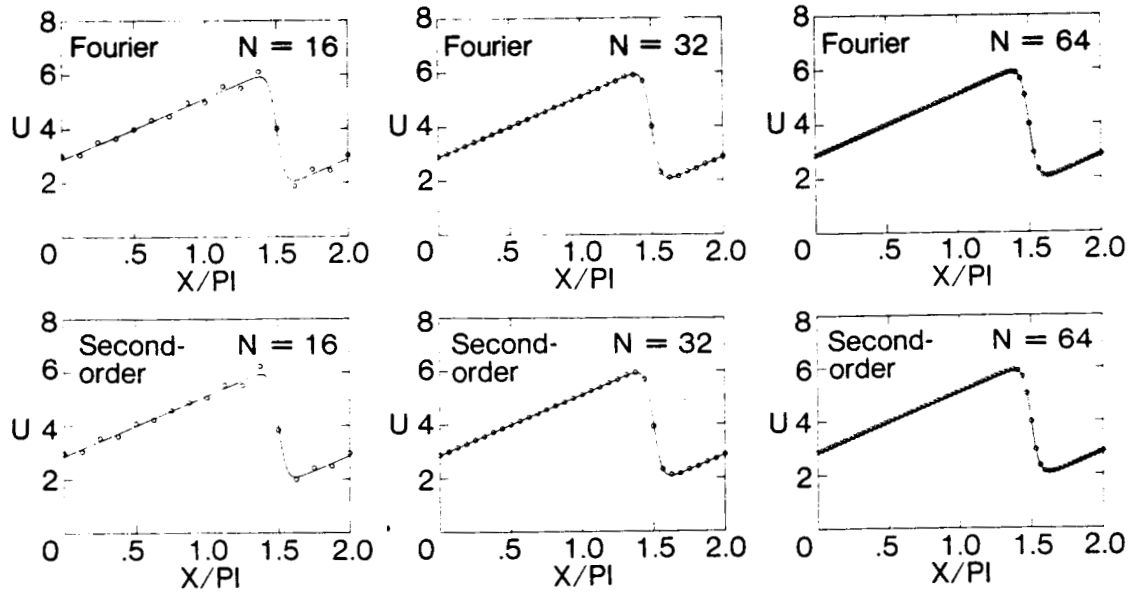 8
Fourier N = 16
6
U 4
2
0 .5 1.0 1.5 2.0
X/PI
8
Fourier N = 32
6
U 4
2
0 .5 1.0 1.5 2.0
X/PI
8
Fourier N = 64
6
U 4
2
0 .5 1.0 1.5 2.0
X/PI
8
Second- N = 16
order
6
U 4
2
0 .5 1.0 1.5 2.0
X/PI
8
Second- N = 32
order
6
U 4
2
0 .5 1.0 1.5 2.0
X/PI
8
Second- N = 64
order
6
U 4
2
0 .5 1.0 1.5 2.0
X/PI